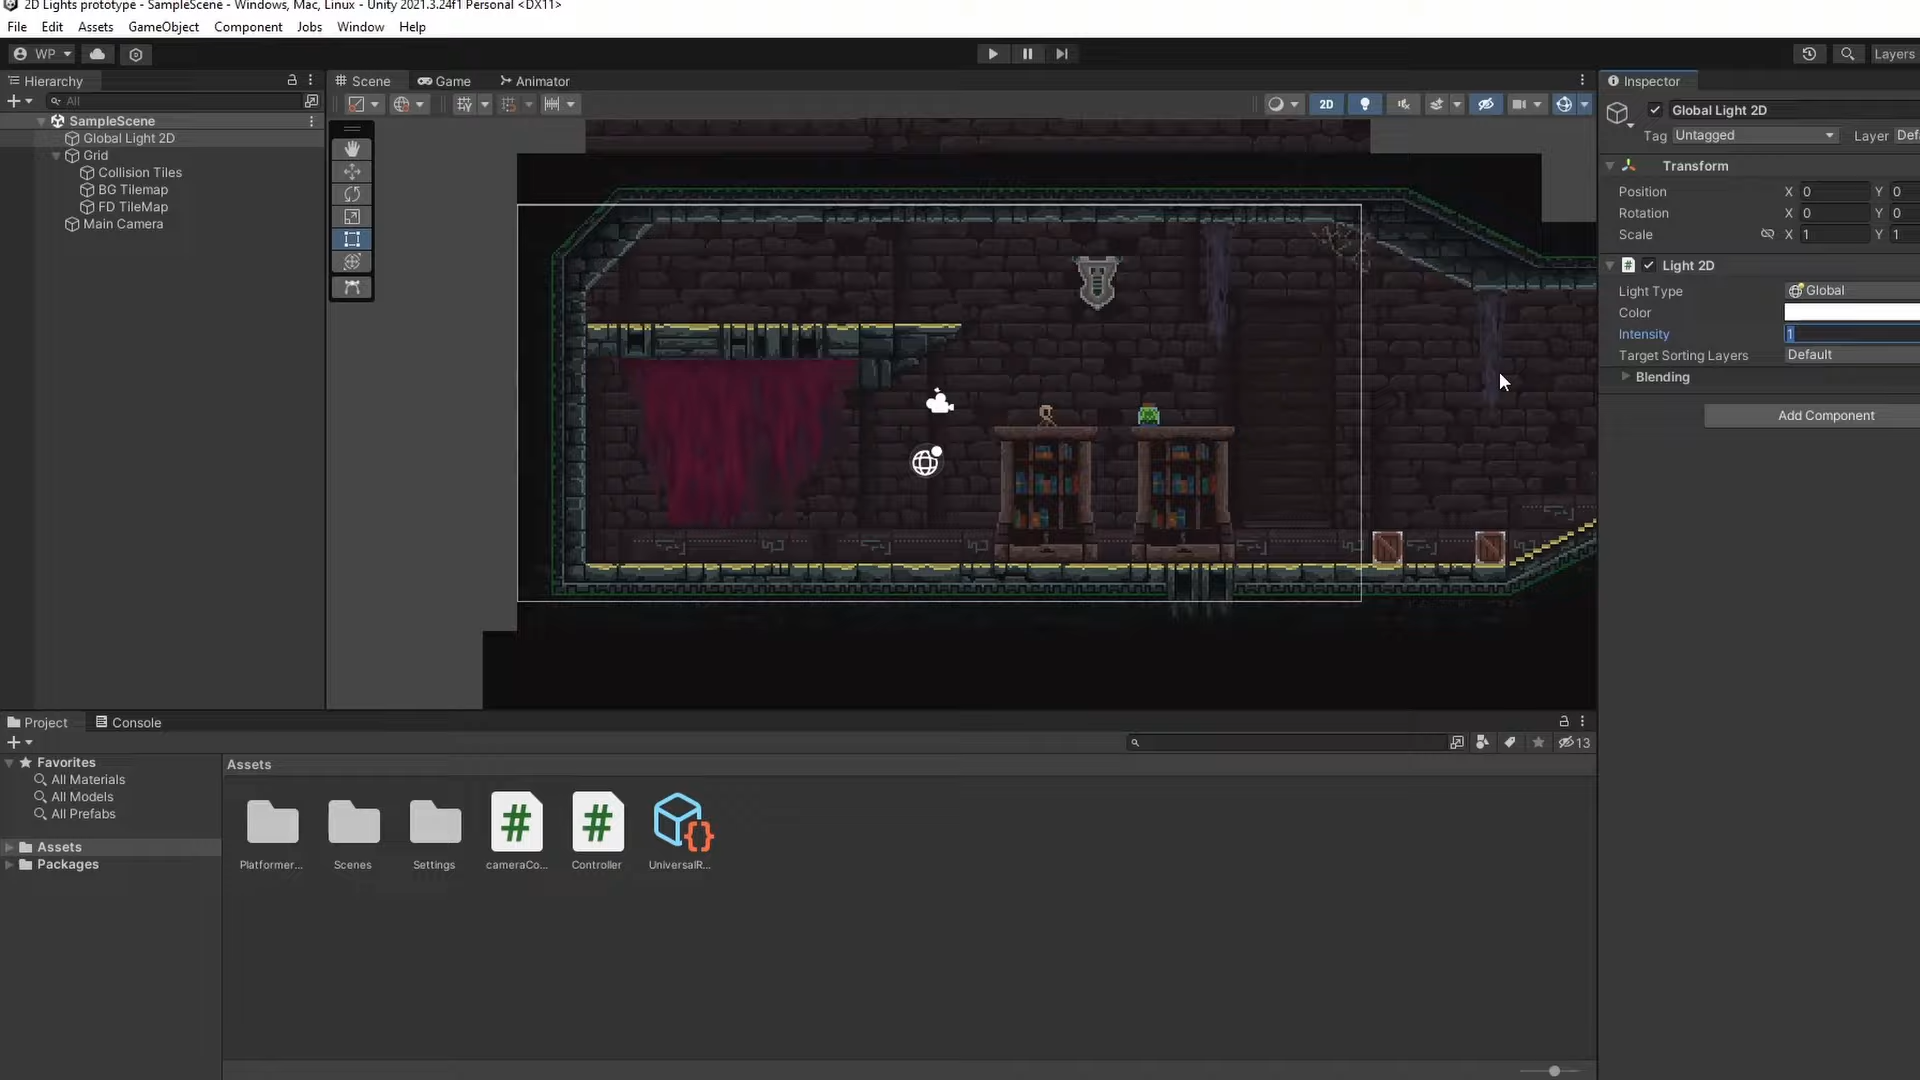 2D Lights prototype - SampleScene - Windows, Mac, Linux - Unity 2021.3.24f1 Personal <DX11>
File Edit Assets GameObject Component Jobs Window Help
WP Layers
Hierarchy
All
SampleScene
Global Light 2D
Grid
Collision Tiles
BG Tilemap
FD TileMap
Main Camera
Scene Game Animator
2D
Inspector
Global Light 2D
Tag Untagged Layer Def
Transform
Position X 0 Y 0
Rotation X 0 Y 0
Scale X 1 Y 1
Light 2D
Light Type Global
Color
Intensity 1
Target Sorting Layers Default
Blending
Add Component
Project Console
13
Favorites
All Materials
All Models
All Prefabs
Assets
Packages
Assets
Platformer...
Scenes
Settings
cameraCo...
Controller
UniversalR...